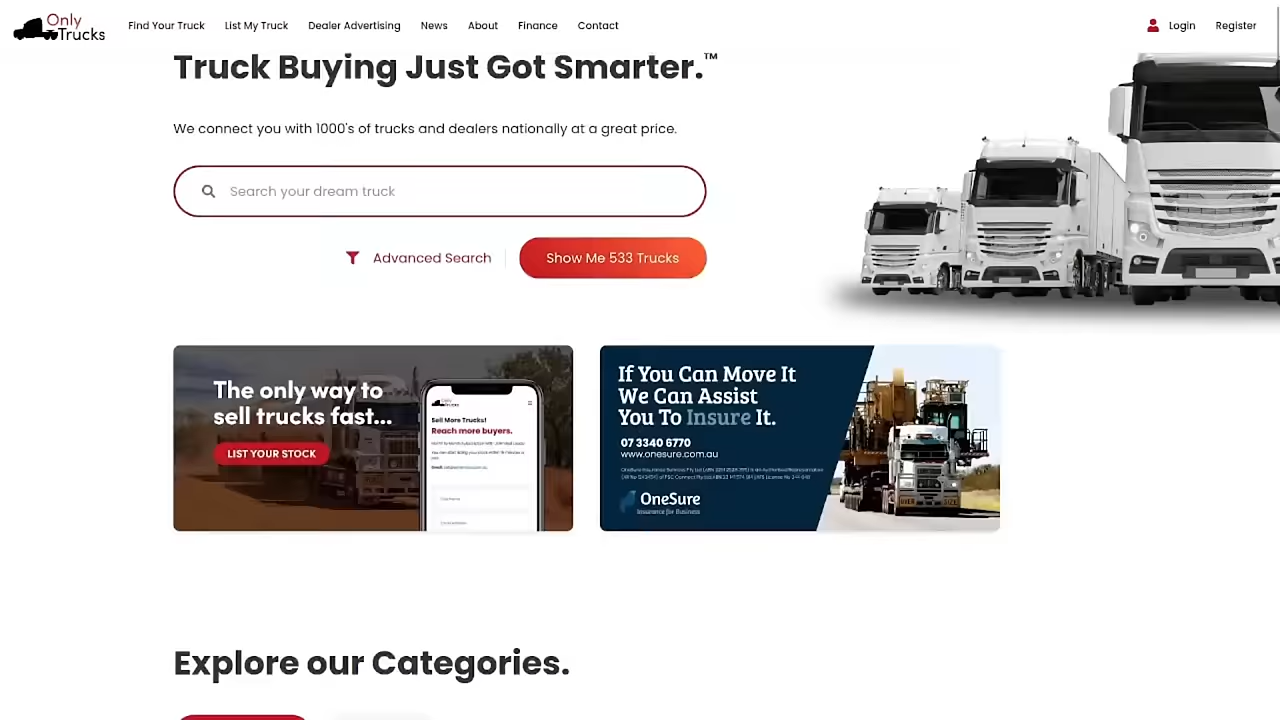 Only
Trucks
Find Your Truck
List My Truck
Dealer Advertising
News
About
Finance
Contact
Login
Register
Truck Buying Just Got Smarter.™
We connect you with 1000's of trucks and dealers nationally at a great price.
Search your dream truck
Advanced Search
Show Me 533 Trucks
The only way to
sell trucks fast...
LIST YOUR STOCK
Only
Trucks
Sell More Trucks!
Reach more buyers.
If You Can Move It
We Can Assist
You To Insure It.
07 3340 6770
www.onesure.com.au
OneSure
Insurance for Business
OVER SIZE
Explore our Categories.